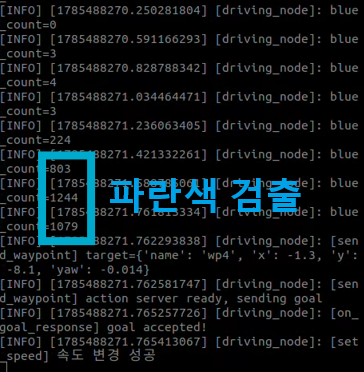 [INFO] [1785488270.250281804] [driving_node]: blue
_count=0
[INFO] [1785488270.591166293] [driving_node]: blue
_count=3
[INFO] [1785488270.828788342] [driving_node]: blue
_count=4
[INFO] [1785488271.034464471] [driving_node]: blue
_count=3
[INFO] [1785488271.236063405] [driving_node]: blue
_count=224
[INFO] [1785488271.421332261] [driving_node]: blue
_count=803
[INFO] [driving_node]: blue
_count=1244
[INFO] [driving_node]: blue
_count=1079
파란색 검출
[INFO] [1785488271.762293838] [driving_node]: [sen
d_waypoint] target={'name': 'wp4', 'x': -1.3, 'y':
-8.1, 'yaw': -0.014}
[INFO] [1785488271.762581747] [driving_node]: [sen
d_waypoint] action server ready, sending goal
[INFO] [1785488271.765257726] [driving_node]: [on_
goal_response] goal accepted!
[INFO] [1785488271.765413067] [driving_node]: [set
_speed] 속도 변경 성공